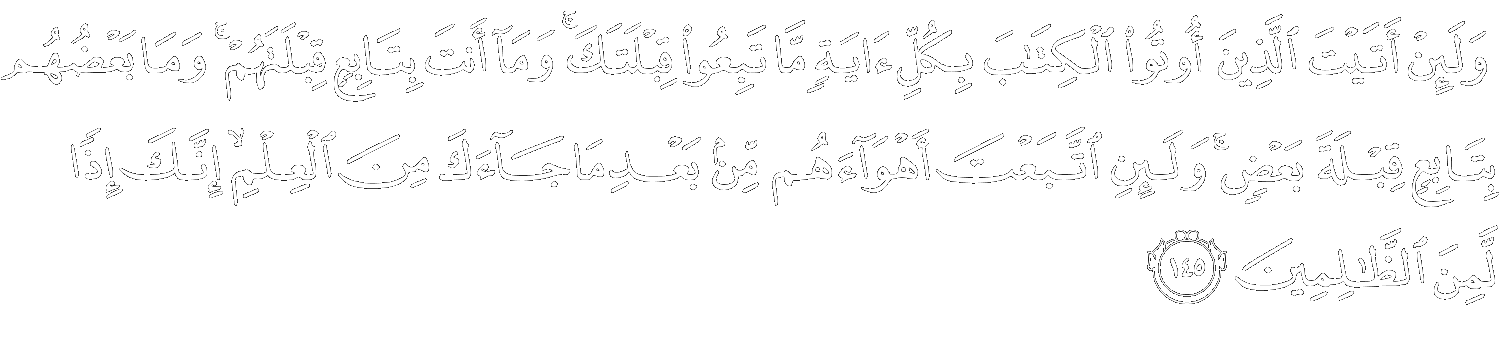 وَلَئِنْ أَتَيْتَ ٱلَّذِينَ أُوتُوا۟ ٱلْكِتَٰبَ بِكُلِّ ءَايَةٍ مَّا تَبِعُوا۟ قِبْلَتَكَ ۚ وَمَآ أَنتَ بِتَابِعٍ قِبْلَتَهُمْ ۚ وَمَا بَعْضُهُم
بِتَابِعٍ قِبْلَةَ بَعْضٍ ۚ وَلَئِنِ ٱتَّبَعْتَ أَهْوَآءَهُم مِّنۢ بَعْدِ مَا جَآءَكَ مِنَ ٱلْعِلْمِ ۙ إِنَّكَ إِذًا
لَّمِنَ ٱلظَّٰلِمِينَ ١٤٥